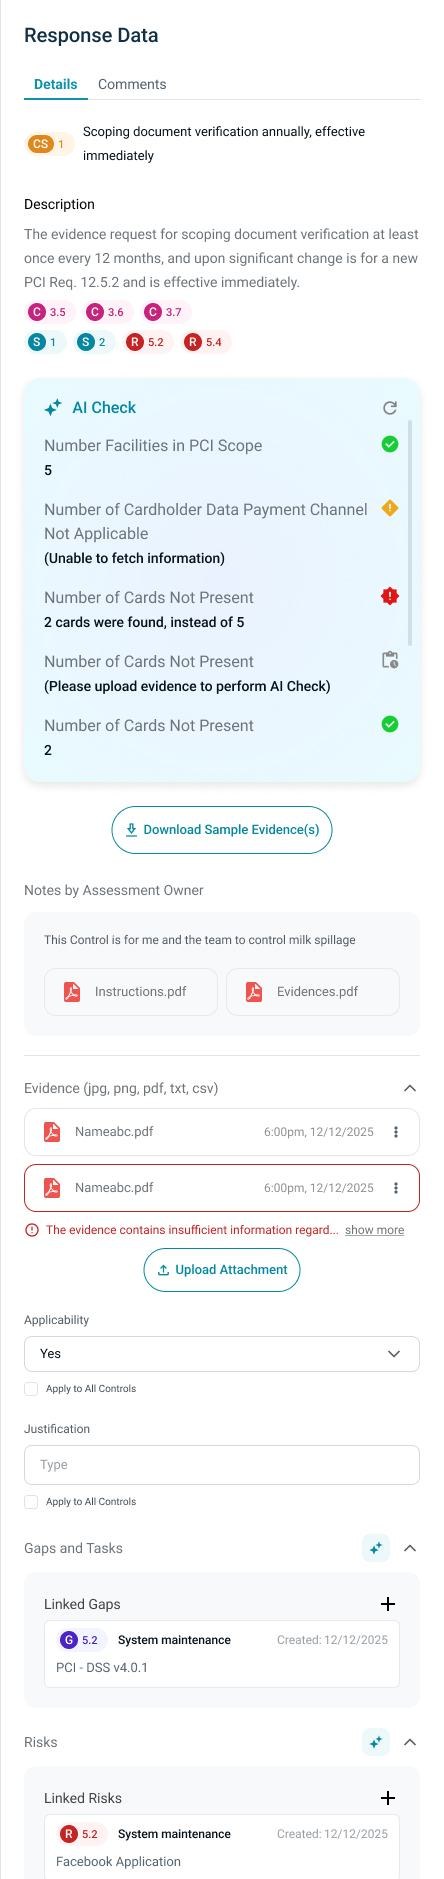 Response Data
Details Comments
CS 1 Scoping document verification annually, effective
immediately
Description
The evidence request for scoping document verification at least
once every 12 months, and upon significant change is for a new
PCI Req. 12.5.2 and is effective immediately.
C 3.5 C 3.6 C 3.7
S 1 S 2 R 5.2 R 5.4
AI Check
Number Facilities in PCI Scope
5
Number of Cardholder Data Payment Channel
Not Applicable
(Unable to fetch information)
Number of Cards Not Present
2 cards were found, instead of 5
Number of Cards Not Present
(Please upload evidence to perform AI Check)
Number of Cards Not Present
2
Download Sample Evidence(s)
Notes by Assessment Owner
This Control is for me and the team to control milk spillage
Instructions.pdf Evidences.pdf
Evidence (jpg, png, pdf, txt, csv)
Nameabc.pdf 6:00pm, 12/12/2025
Nameabc.pdf 6:00pm, 12/12/2025
The evidence contains insufficient information regard... show more
Upload Attachment
Applicability
Yes
Apply to All Controls
Justification
Type
Apply to All Controls
Gaps and Tasks
Linked Gaps
G 5.2 System maintenance Created: 12/12/2025
PCI - DSS v4.0.1
Risks
Linked Risks
R 5.2 System maintenance Created: 12/12/2025
Facebook Application